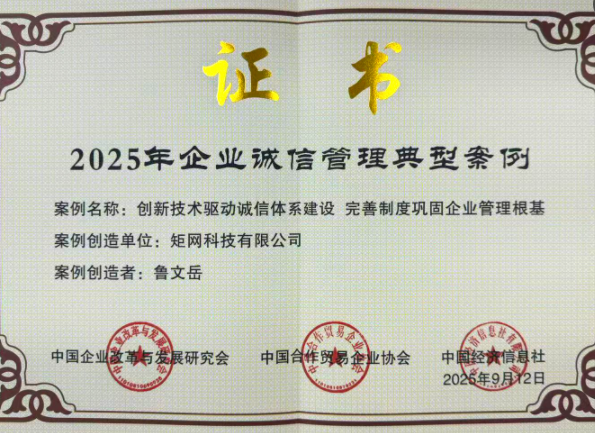 证 书
2025年企业诚信管理典型案例
案例名称：创新技术驱动诚信体系建设 完善制度巩固企业管理根基
案例创造单位：矩网科技有限公司
案例创造者：鲁文岳
中国企业改革与发展研究会 中国合作贸易企业协会 中国经济信息社
2025年9月12日